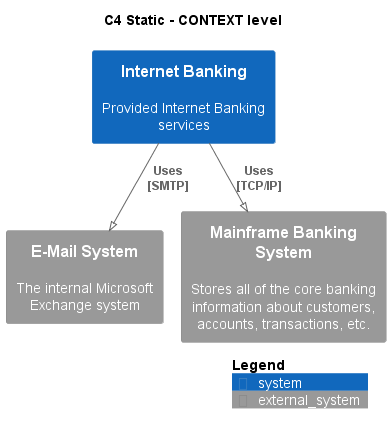 C4 Static - CONTEXT level
Internet Banking
Provided Internet Banking
services
Uses
[SMTP]
Uses
[TCP/IP]
E-Mail System
The internal Microsoft
Exchange system
Mainframe Banking
System
Stores all of the core banking
information about customers,
accounts, transactions, etc.
Legend
system
external_system